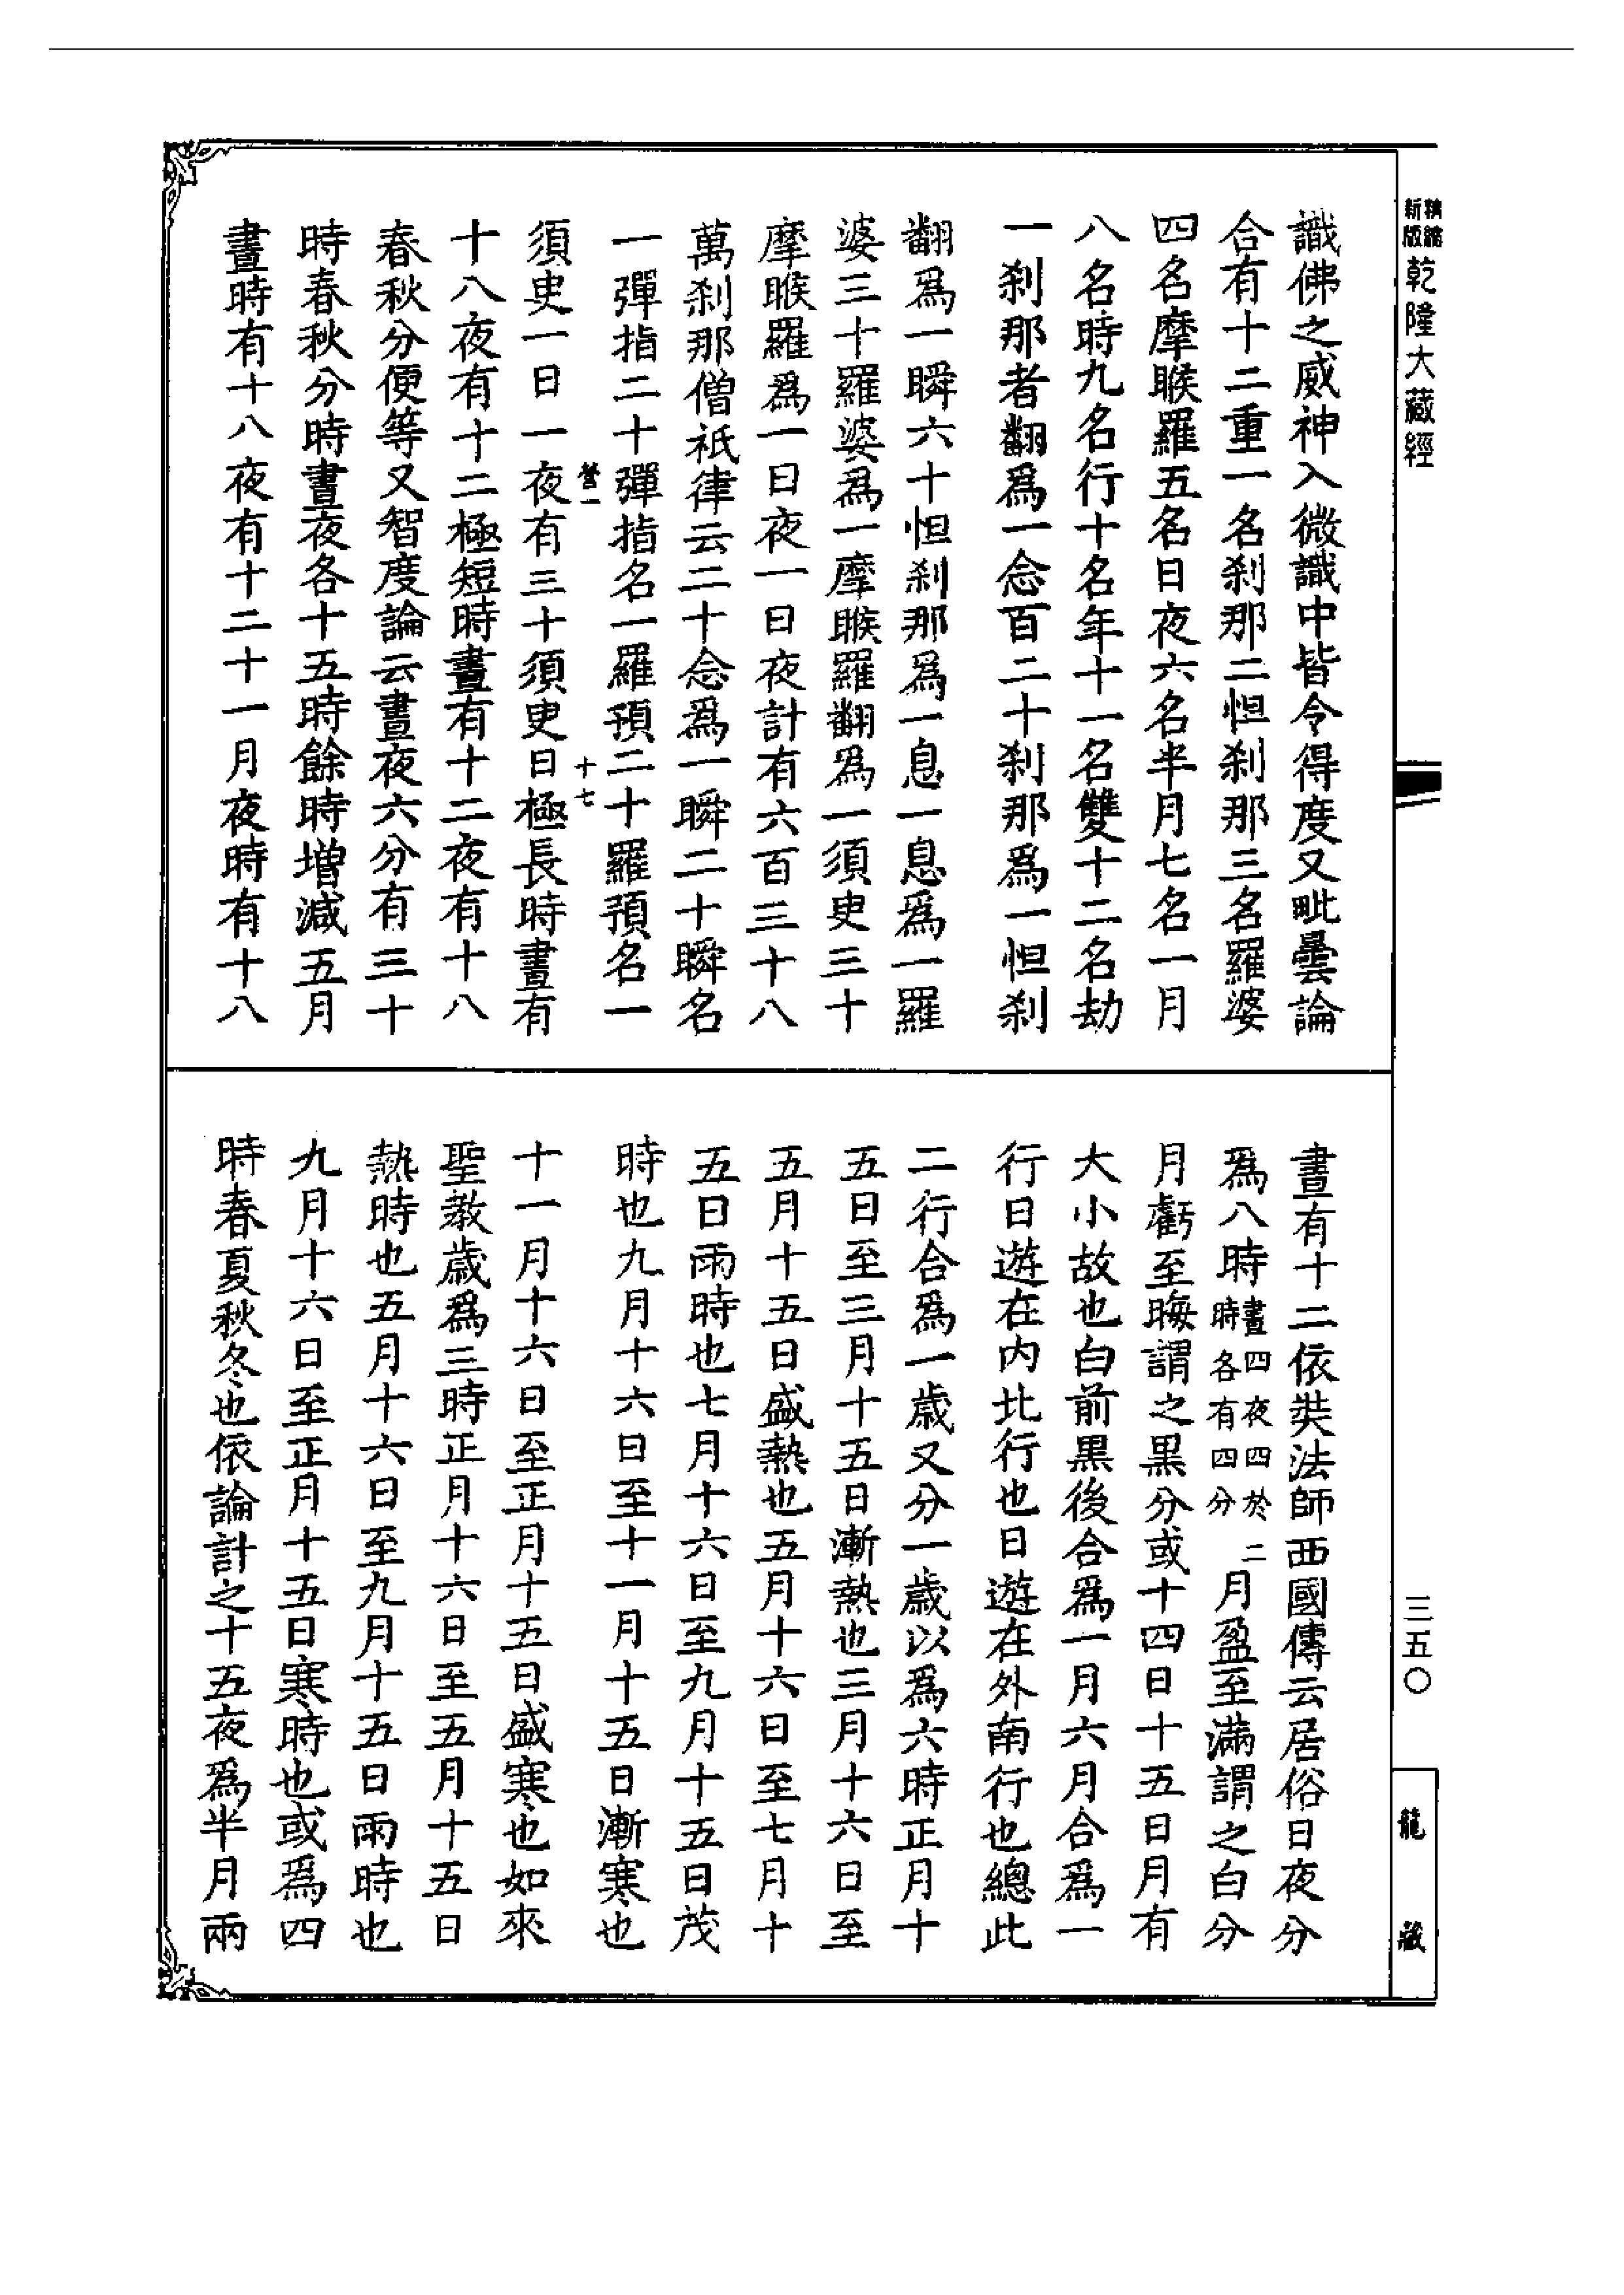 精縮新版 乾隆大藏經
識佛之威神入微識中皆令得度又毗曇論
合有十二重一名剎那二怛剎那三名羅婆
四名摩睺羅五名日夜六名半月七名一月
八名時九名行十名年十一名雙十二名劫
一剎那者翻爲一念百二十剎那爲一怛剎
翻爲一瞬六十怛剎那爲一息一息爲一羅
婆三十羅婆爲一摩睺羅翻爲一須臾三十
摩睺羅爲一日夜一日夜計有六百三十八
萬剎那僧祇律云二十念爲一瞬二十瞬名
一彈指二十彈指名一羅預二十羅預名一
營一 十七
須臾一日一夜有三十須臾日極長時晝有
十八夜有十二極短時晝有十二夜有十八
春秋分便等又智度論云晝夜六分有三十
時春秋分時晝夜各十五時餘時增減五月
晝時有十八夜有十二十一月夜時有十八
晝有十二依奘法師西國傳云居俗日夜分
爲八時晝四夜四於二時各有四分月盈至滿謂之白分
月虧至晦謂之黑分或十四日十五日月有
大小故也白前黑後合爲一月六月合爲一
行日遊在內北行也日遊在外南行也總此
二行合爲一歲又分一歲以爲六時正月十
五日至三月十五日漸熱也三月十六日至
五月十五日盛熱也五月十六日至七月十
五日雨時也七月十六日至九月十五日茂
時也九月十六日至十一月十五日漸寒也
十一月十六日至正月十五日盛寒也如來
聖教歲爲三時正月十六日至五月十五日
熱時也五月十六日至九月十五日雨時也
九月十六日至正月十五日寒時也或爲四
時春夏秋冬也依論計之十五夜爲半月兩
三五〇
龍藏